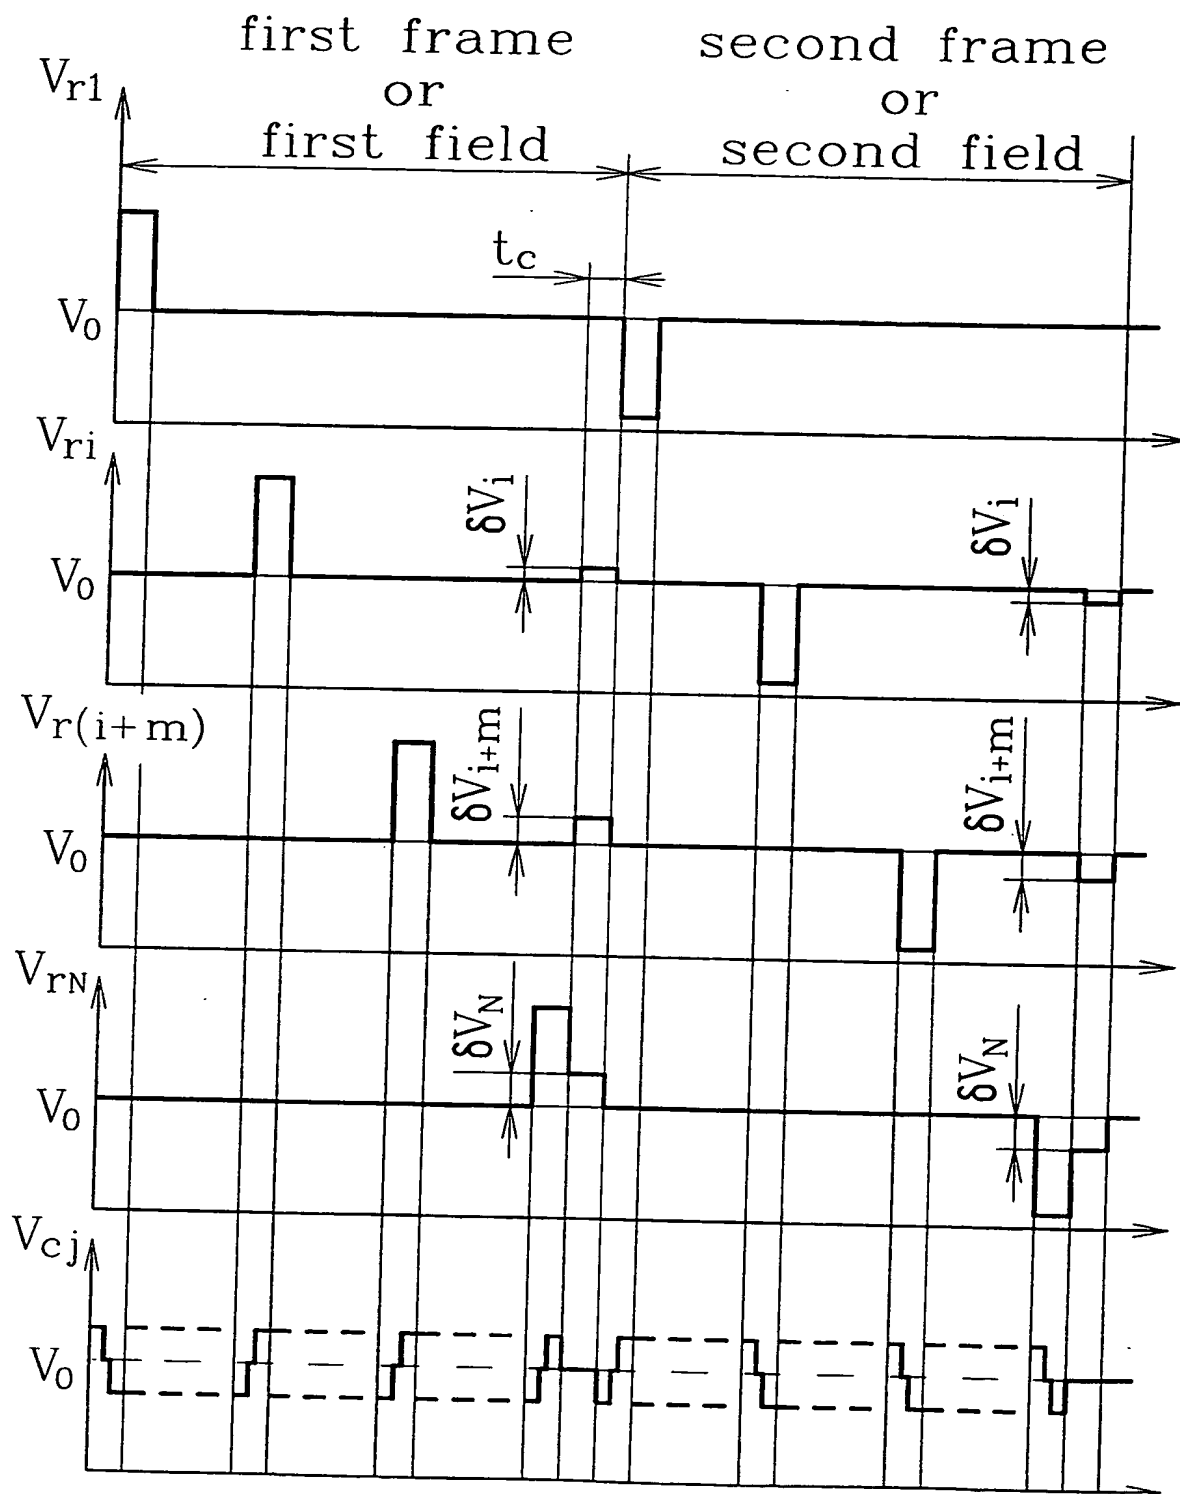 first frame
or
first field
second frame
or
second field
Vr1
tc
V0
Vri
δVi
δVi
V0
Vr(i+m)
δVi+m
δVi+m
V0
VrN
δVN
δVN
V0
Vcj
V0